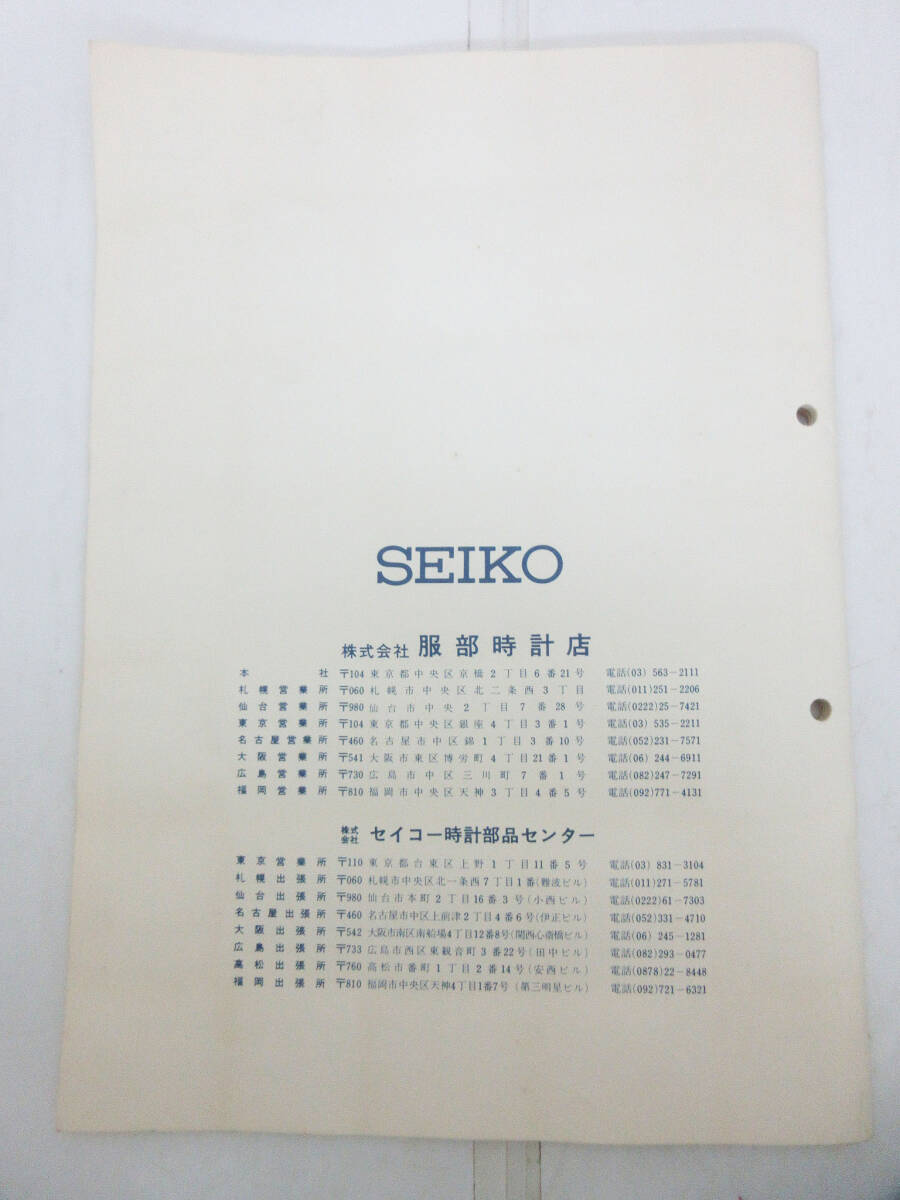 SEIKO
株式会社 服部時計店
本社 〒104 東京都中央区京橋2丁目6番21号 電話(03) 563-2111
札幌営業所 〒060 札幌市中央区北二条西3丁目 電話(011)251-2206
仙台営業所 〒980 仙台市中央2丁目7番28号 電話(0222)25-7421
東京営業所 〒104 東京都中央区銀座4丁目3番1号 電話(03) 535-2211
名古屋営業所 〒460 名古屋市中区錦1丁目3番10号 電話(052)231-7571
大阪営業所 〒541 大阪市東区博労町4丁目21番1号 電話(06) 244-6911
広島営業所 〒730 広島市中区三川町7番1号 電話(082)247-7291
福岡営業所 〒810 福岡市中央区天神3丁目4番5号 電話(092)771-4131
株式会社 セイコー時計部品センター
東京営業所 〒110 東京都台東区上野1丁目11番5号 電話(03) 831-3104
札幌出張所 〒060 札幌市中央区北一条西7丁目1番(難波ビル) 電話(011)271-5781
仙台出張所 〒980 仙台市本町2丁目16番3号(小西ビル) 電話(0222)61-7303
名古屋出張所 〒460 名古屋市中区上前津2丁目4番6号(伊正ビル) 電話(052)331-4710
大阪出張所 〒542 大阪市南区南船場4丁目12番8号(関西心斎橋ビル) 電話(06) 245-1281
広島出張所 〒733 広島市西区東観音町3番22号(田中ビル) 電話(082)293-0477
高松出張所 〒760 高松市番町1丁目2番14号(安西ビル) 電話(0878)22-8448
福岡出張所 〒810 福岡市中央区天神4丁目1番7号(第三明星ビル) 電話(092)721-6321